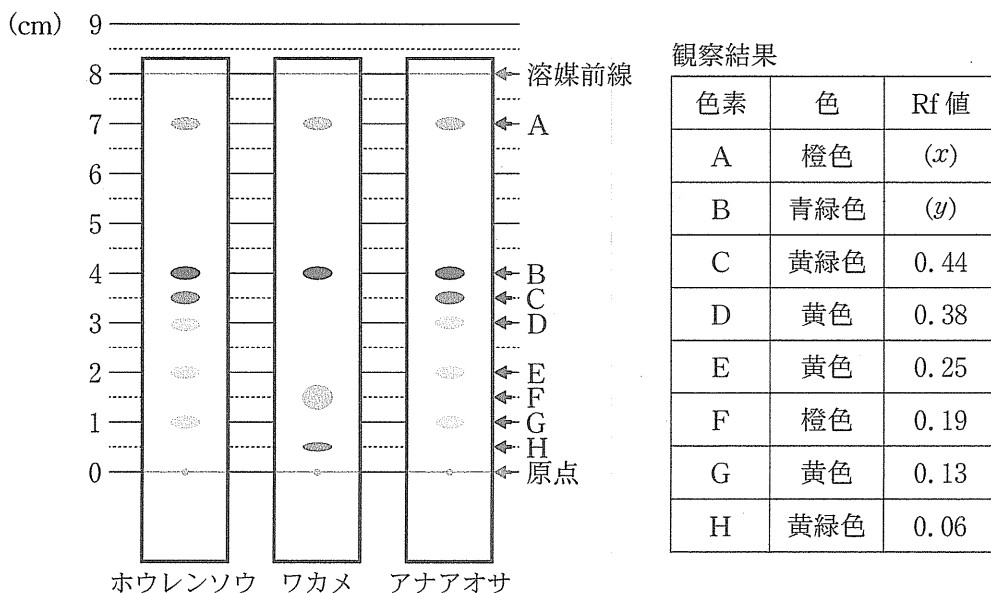 (cm)
9
8
7
6
5
4
3
2
1
0
溶媒前線
A
B
C
D
E
F
G
H
原点
ホウレンソウ ワカメ アナアオサ
観察結果
色素 色 Rf 値
A 橙色 (x)
B 青緑色 (y)
C 黄緑色 0.44
D 黄色 0.38
E 黄色 0.25
F 橙色 0.19
G 黄色 0.13
H 黄緑色 0.06